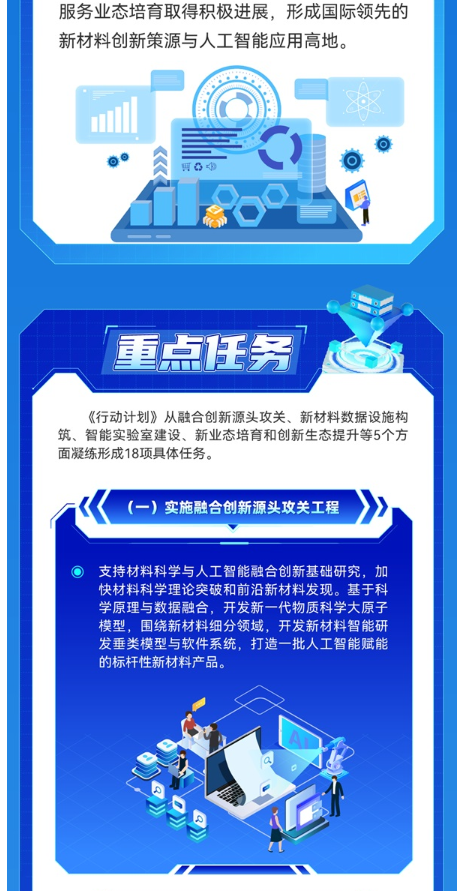 服务业态培育取得积极进展，形成国际领先的
新材料创新策源与人工智能应用高地。
重点任务
《行动计划》从融合创新源头攻关、新材料数据设施构
筑、智能实验室建设、新业态培育和创新生态提升等5个方
面凝练形成18项具体任务。
（一）实施融合创新源头攻关工程
支持材料科学与人工智能融合创新基础研究，加
快材料科学理论突破和前沿新材料发现。基于科
学原理与数据融合，开发新一代物质科学大原子
模型，围绕新材料细分领域，开发新材料智能研
发垂类模型与软件系统，打造一批人工智能赋能
的标杆性新材料产品。
AI